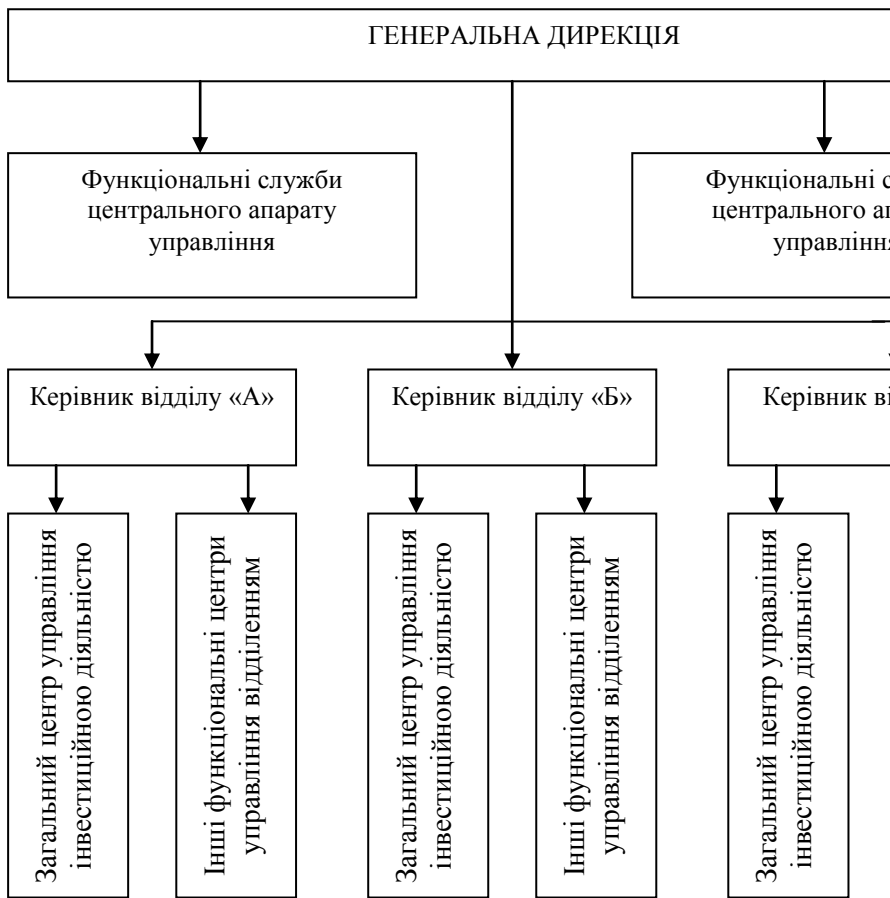 ГЕНЕРАЛЬНА ДИРЕКЦІЯ
Функціональні служби
центрального апарату
управління
Функціональні
центрального
управління
Керівник відділу «А»
Керівник відділу «Б»
Керівник
Загальний центр управління
інвестиційною діяльністю
Інші функціональні центри
управління відділенням
Загальний центр управління
інвестиційною діяльністю
Інші функціональні центри
управління відділенням
Загальний центр управління
інвестиційною діяльністю